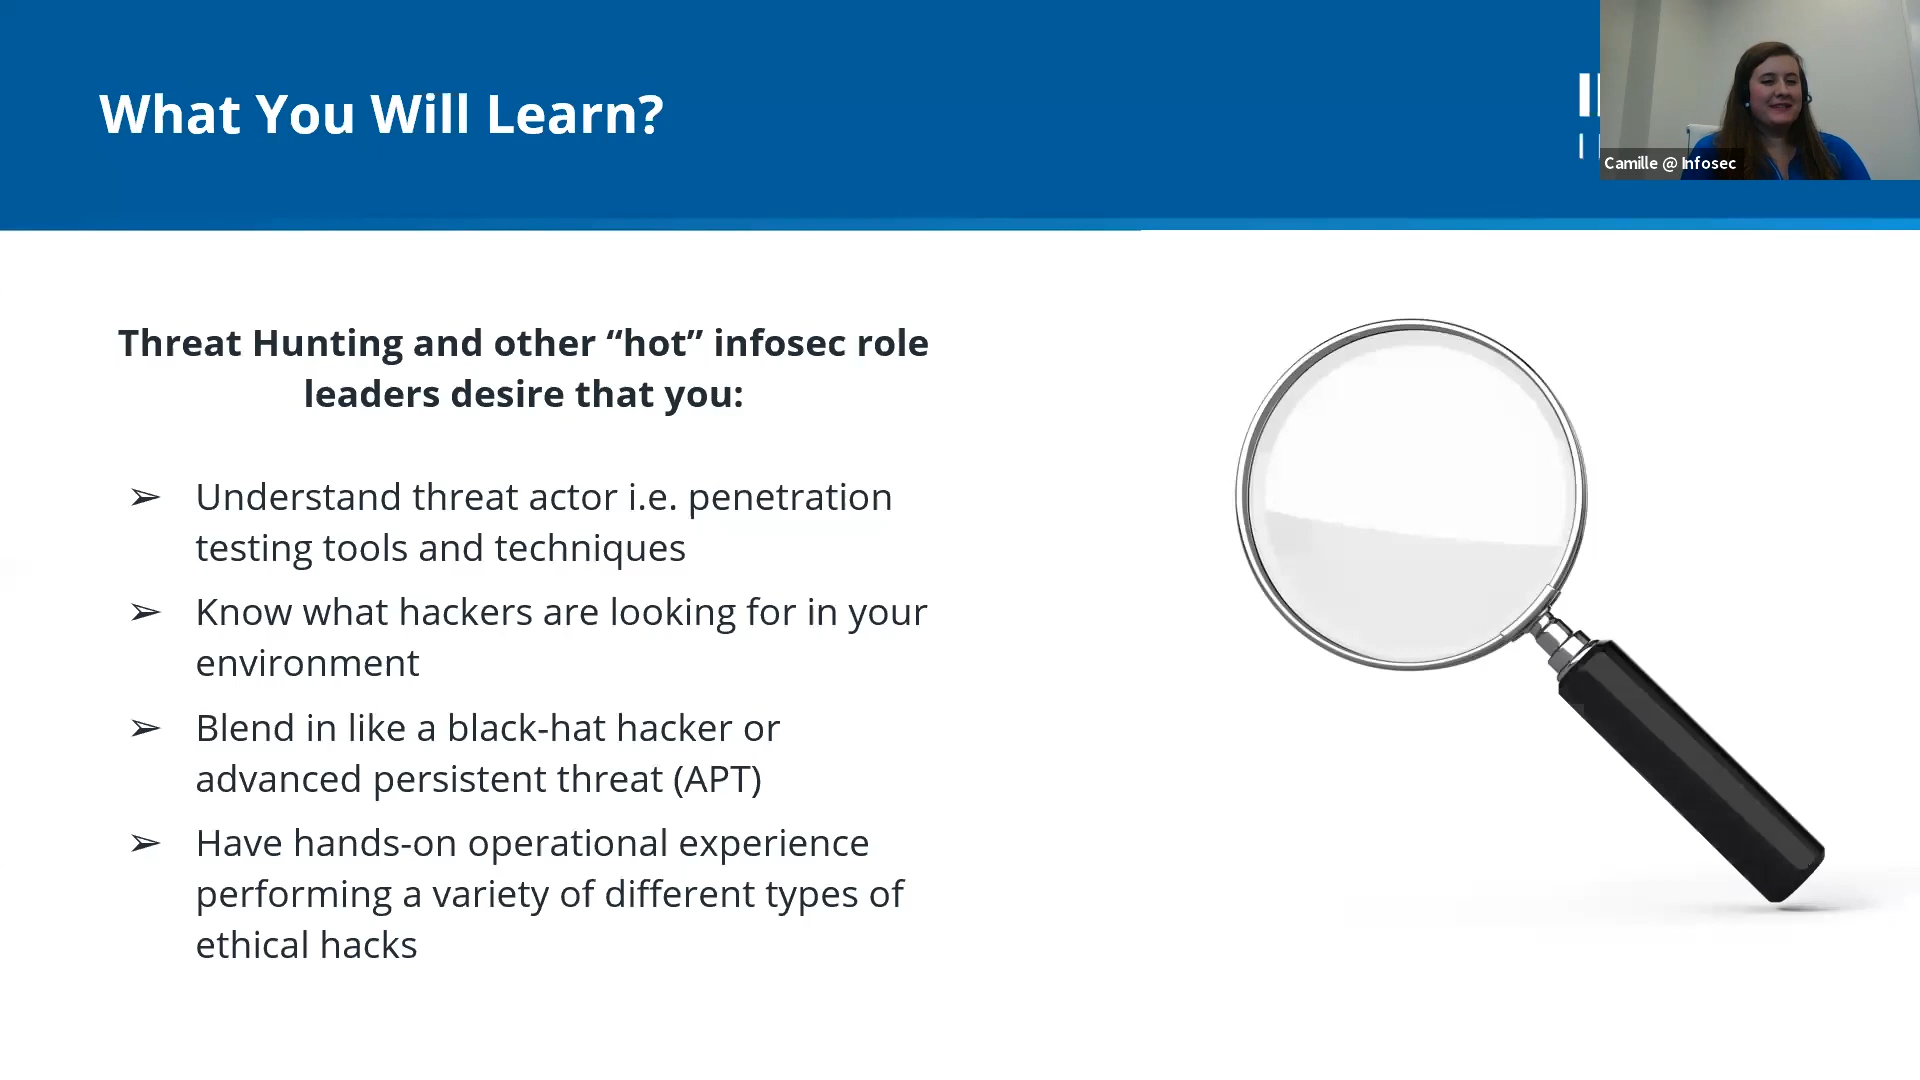 What You Will Learn?
Camille @ Infosec
Threat Hunting and other “hot” infosec role
leaders desire that you:
➢ Understand threat actor i.e. penetration
testing tools and techniques
➢ Know what hackers are looking for in your
environment
➢ Blend in like a black-hat hacker or
advanced persistent threat (APT)
➢ Have hands-on operational experience
performing a variety of different types of
ethical hacks